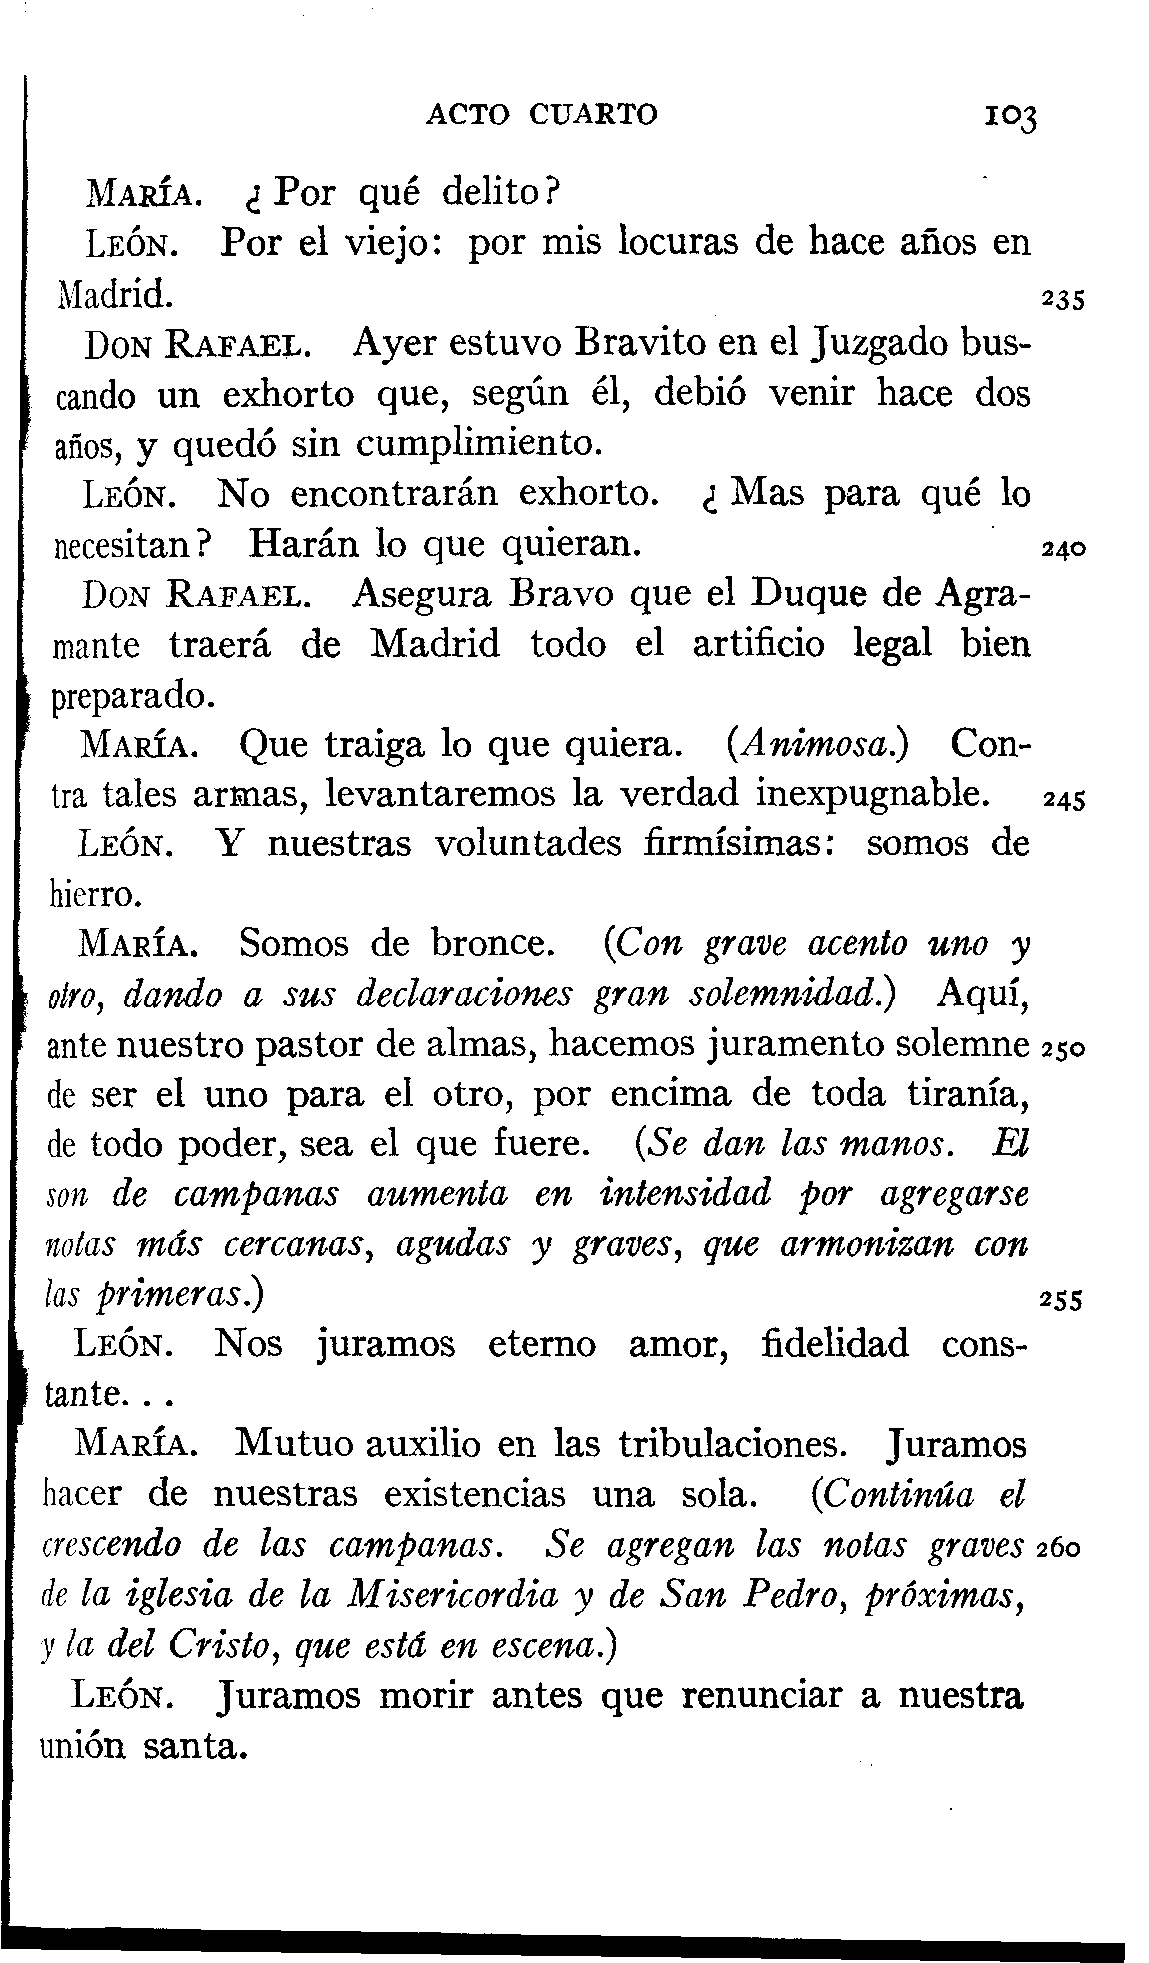 ACTO CUARTO 103
MARÍA. ¿ Por qué delito?
LEÓN. Por el viejo: por mis locuras de hace años en
Madrid. 235
DON RAFAEL. Ayer estuvo Bravito en el Juzgado bus-
cando un exhorto que, según él, debió venir hace dos
años, y quedó sin cumplimiento.
LEÓN. No encontrarán exhorto. ¿ Mas para qué lo
necesitan? Harán lo que quieran. 240
DON RAFAEL. Asegura Bravo que el Duque de Agra-
mante traerá de Madrid todo el artificio legal bien
preparado.
MARÍA. Que traiga lo que quiera. (Animosa.) Con-
tra tales armas, levantaremos la verdad inexpugnable. 245
LEÓN. Y nuestras voluntades firmísimas: somos de
hierro.
MARÍA. Somos de bronce. (Con grave acento uno y
otro, dando a sus declaraciones gran solemnidad.) Aquí,
ante nuestro pastor de almas, hacemos juramento solemne 250
de ser el uno para el otro, por encima de toda tiranía,
de todo poder, sea el que fuere. (Se dan las manos. El
son de campanas aumenta en intensidad por agregarse
notas más cercanas, agudas y graves, que armonizan con
las primeras.) 255
LEÓN. Nos juramos eterno amor, fidelidad cons-
tante. . .
MARÍA. Mutuo auxilio en las tribulaciones. Juramos
hacer de nuestras existencias una sola. (Continúa el
crescendo de las campanas. Se agregan las notas graves 260
de la iglesia de la Misericordia y de San Pedro, próximas,
y la del Cristo, que está en escena.)
LEÓN. Juramos morir antes que renunciar a nuestra
unión santa.